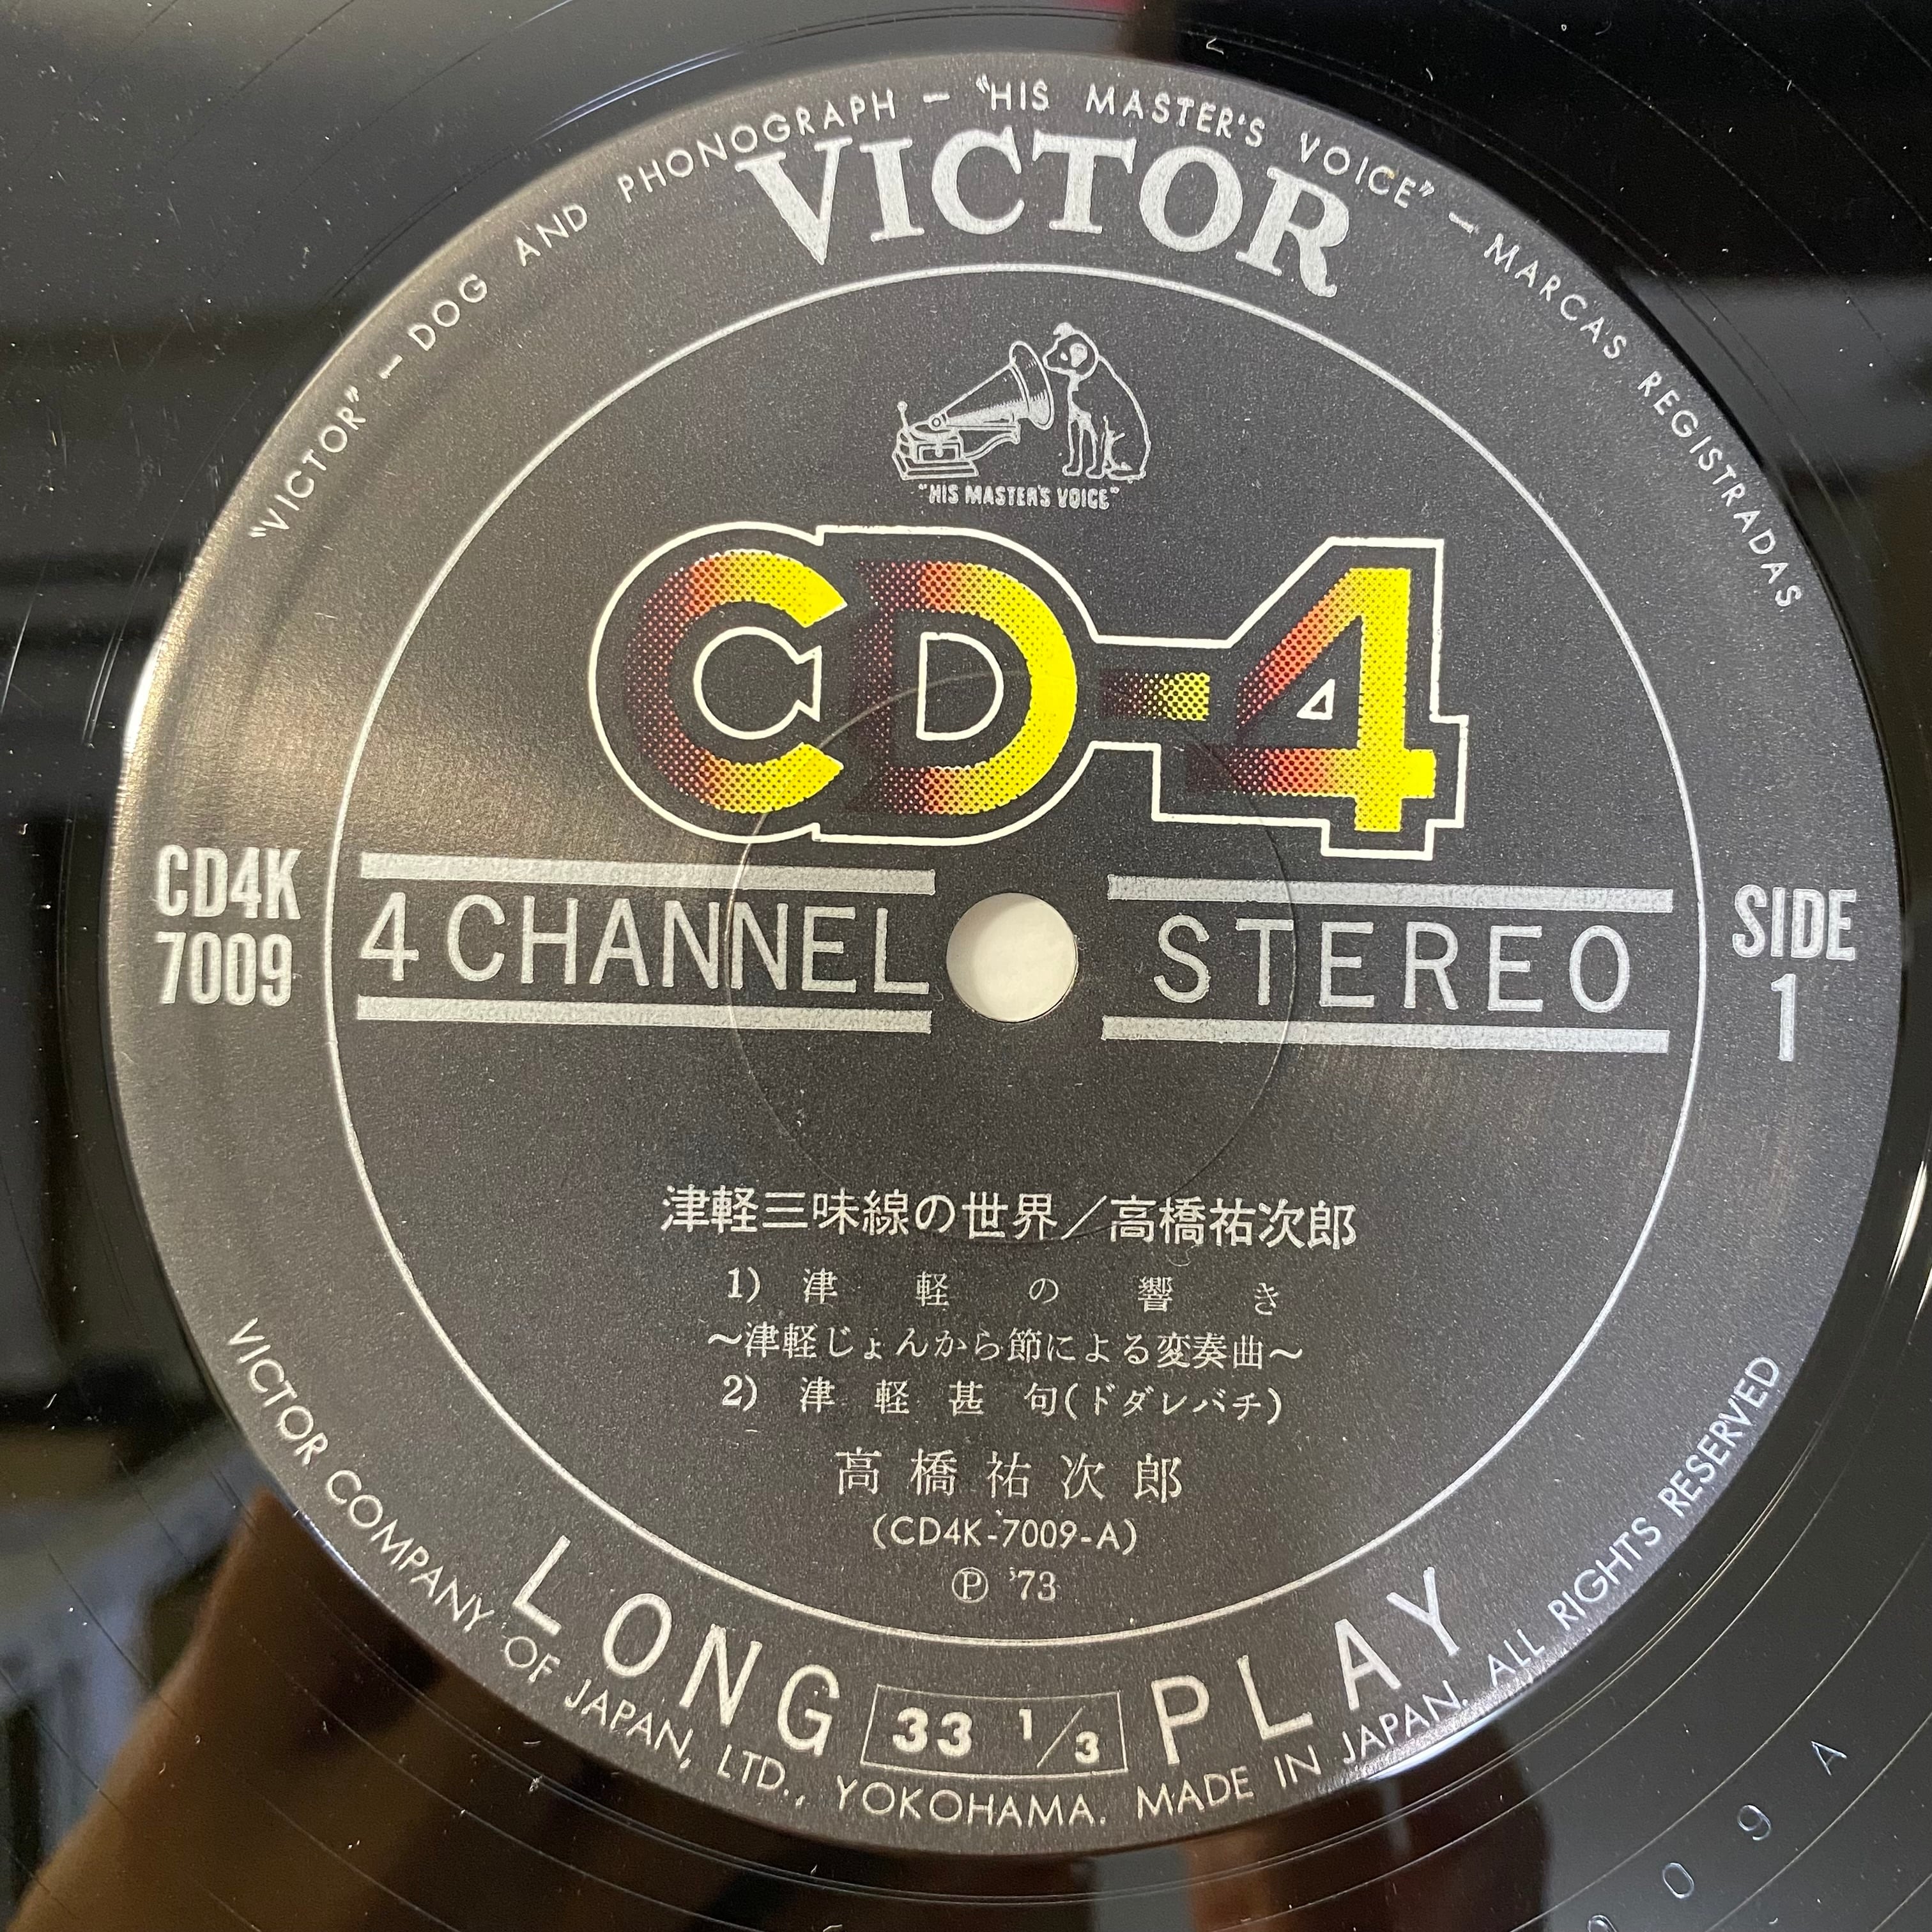 "VICTOR" — DOG AND PHONOGRAPH — "HIS MASTER'S VOICE" — MARCAS REGISTRADAS
VICTOR
"HIS MASTER'S VOICE"
CD-4
CD4K
7009
4 CHANNEL STEREO
SIDE
1
津軽三味線の世界／高橋祐次郎
1) 津軽の響き
～津軽じょんから節による変奏曲～
2) 津軽甚句(ドダレバチ)
高橋祐次郎
(CD4K-7009-A)
Ⓟ '73
LONG 33 1/3 PLAY
VICTOR COMPANY OF JAPAN, LTD., YOKOHAMA. MADE IN JAPAN. ALL RIGHTS RESERVED
09 A